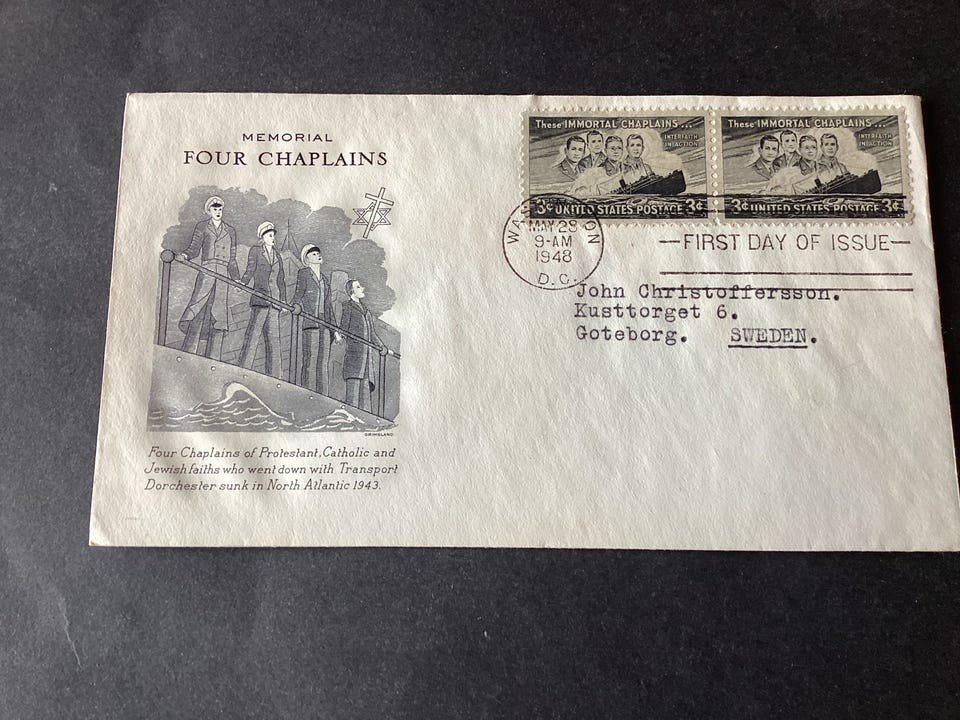 MEMORIAL
FOUR CHAPLAINS
GRIMSLAND
Four Chaplains of Protestant, Catholic and
Jewish faiths who went down with Transport
Dorchester sunk in North Atlantic 1943.
These IMMORTAL CHAPLAINS...
INTERFAITH
IN ACTION
3¢ UNITED STATES POSTAGE 3¢
These IMMORTAL CHAPLAINS...
INTERFAITH
IN ACTION
3¢ UNITED STATES POSTAGE 3¢
WASHINGTON
MAY 28
9-AM
1948
D.C.
FIRST DAY OF ISSUE
John Christoffersson.
Kusttorget 6.
Goteborg. SWEDEN.